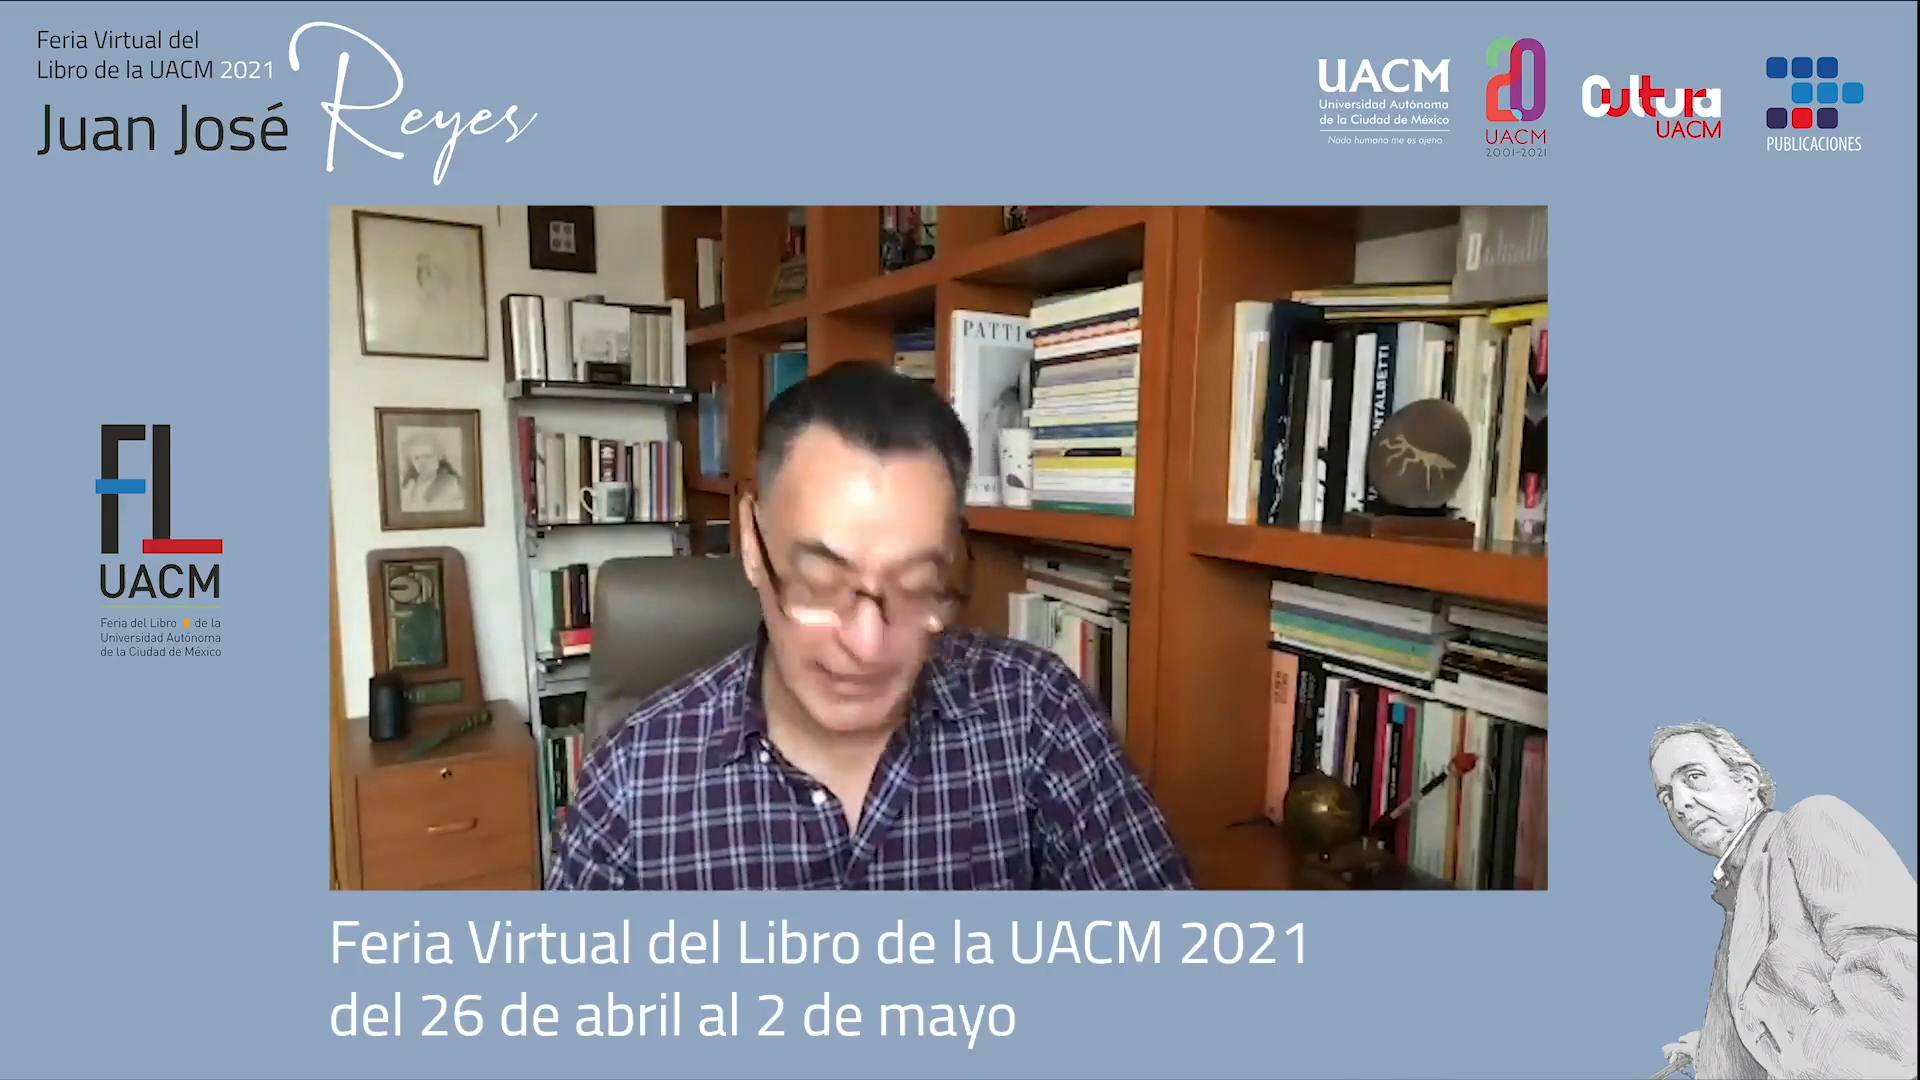 Feria Virtual del
Libro de la UACM 2021
Juan José Reyes
UACM
Universidad Autónoma
de la Ciudad de México
Nada humano me es ajeno
20
UACM
2001-2021
Cultura
UACM
PUBLICACIONES
PATTI
FL
UACM
Feria del Libro de la
Universidad Autónoma
de la Ciudad de México
Feria Virtual del Libro de la UACM 2021
del 26 de abril al 2 de mayo